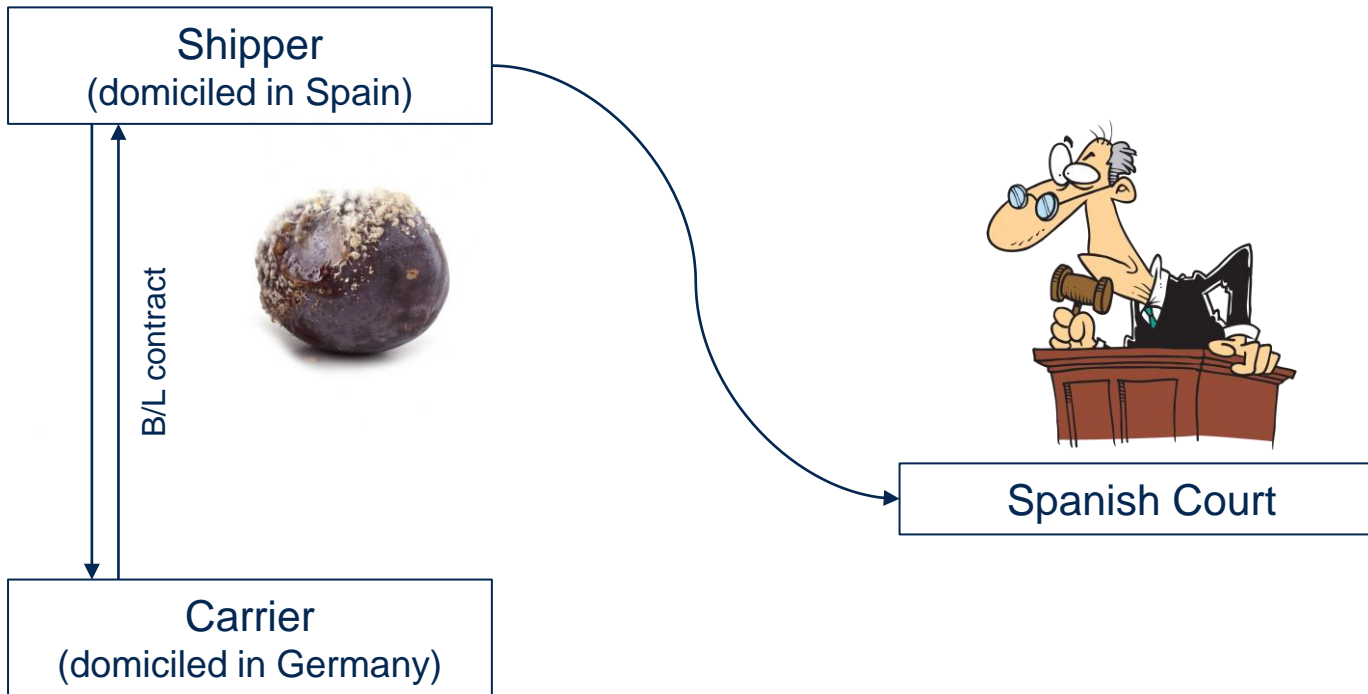 Shipper
(domiciled in Spain)
B/L contract
Spanish Court
Carrier
(domiciled in Germany)